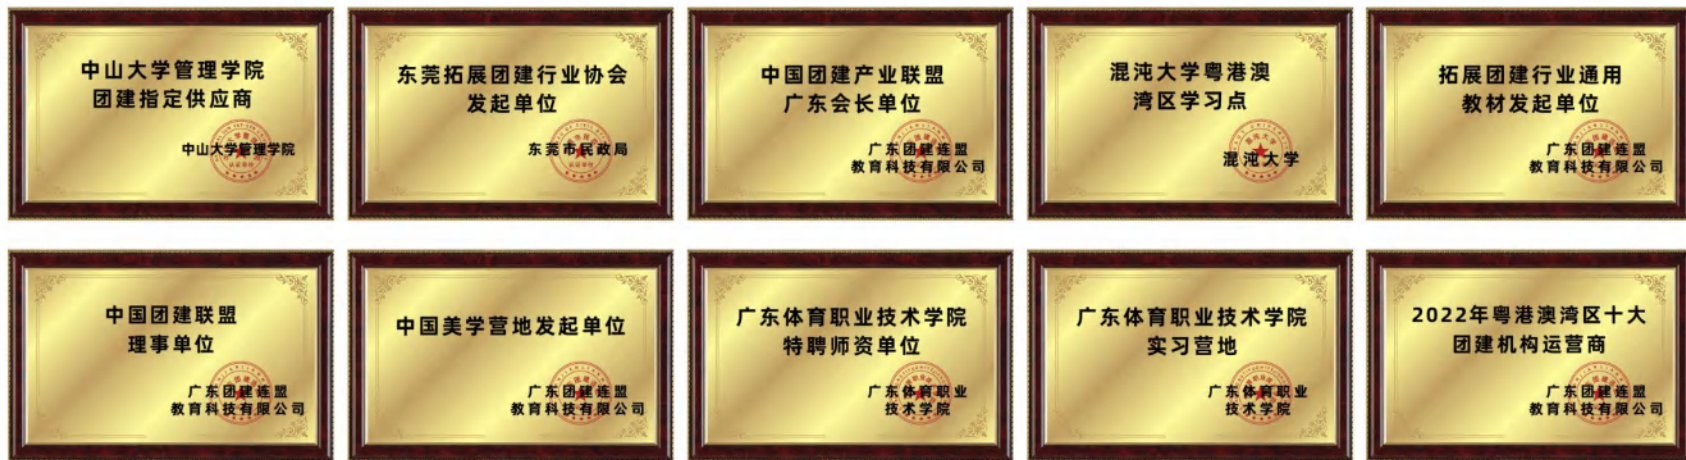 中山大学管理学院
团建指定供应商
中山大学管理学院
东莞拓展团建行业协会
发起单位
东莞市民政局
中国团建产业联盟
广东会长单位
广东团建连盟
教育科技有限公司
混沌大学粤港澳
湾区学习点
混沌大学
拓展团建行业通用
教材发起单位
广东团建连盟
教育科技有限公司
中国团建联盟
理事单位
广东团建连盟
教育科技有限公司
中国美学营地发起单位
广东团建连盟
教育科技有限公司
广东体育职业技术学院
特聘师资单位
广东体育职业
技术学院
广东体育职业技术学院
实习营地
广东体育职业
技术学院
2022年粤港澳湾区十大
团建机构运营商
广东团建连盟
教育科技有限公司